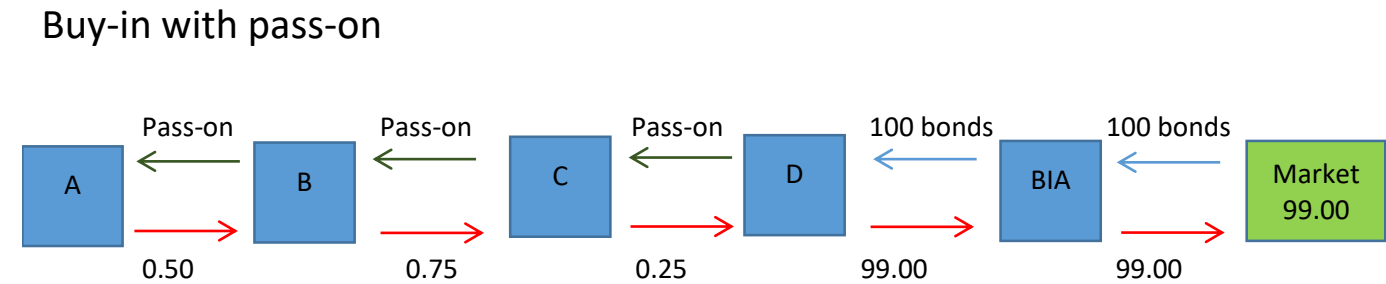 Buy-in with pass-on
Pass-on
Pass-on
Pass-on
100 bonds
100 bonds
A
B
C
D
BIA
Market
99.00
0.50
0.75
0.25
99.00
99.00